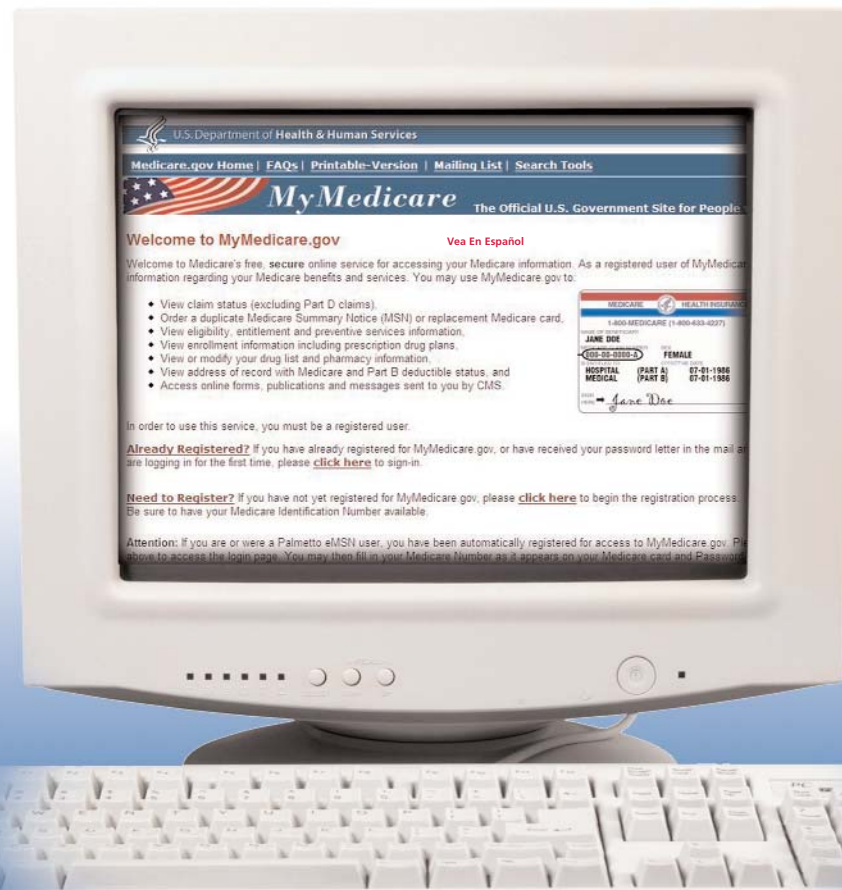 U.S. Department of Health & Human Services
Medicare.gov Home | FAQs | Printable-Version | Mailing List | Search Tools
MyMedicare The Official U.S. Government Site for People
Welcome to MyMedicare.gov Vea En Español
Welcome to Medicare's free, secure online service for accessing your Medicare information. As a registered user of MyMedicar
information regarding your Medicare benefits and services. You may use MyMedicare.gov to:
View claim status (excluding Part D claims),
Order a duplicate Medicare Summary Notice (MSN) or replacement Medicare card,
View eligibility, entitlement and preventive services information,
View enrollment information including prescription drug plans,
View or modify your drug list and pharmacy information,
View address of record with Medicare and Part B deductible status, and
Access online forms, publications and messages sent to you by CMS.
MEDICARE HEALTH INSURANC
1-800-MEDICARE (1-800-633-4227)
NAME OF BENEFICIARY
JANE DOE
SEX
000-00-0000-A FEMALE
EFFECTIVE DATE
HOSPITAL (PART A) 07-01-1986
MEDICAL (PART B) 07-01-1986
SIGN
HERE Jane Doe
In order to use this service, you must be a registered user.
Already Registered? If you have already registered for MyMedicare.gov, or have received your password letter in the mail an
are logging in for the first time, please click here to sign-in.
Need to Register? If you have not yet registered for MyMedicare.gov, please click here to begin the registration process.
Be sure to have your Medicare Identification Number available.
Attention: If you are or were a Palmetto eMSN user, you have been automatically registered for access to MyMedicare.gov. Ple
above to access the login page. You may then fill in your Medicare Number as it appears on your Medicare card and Password